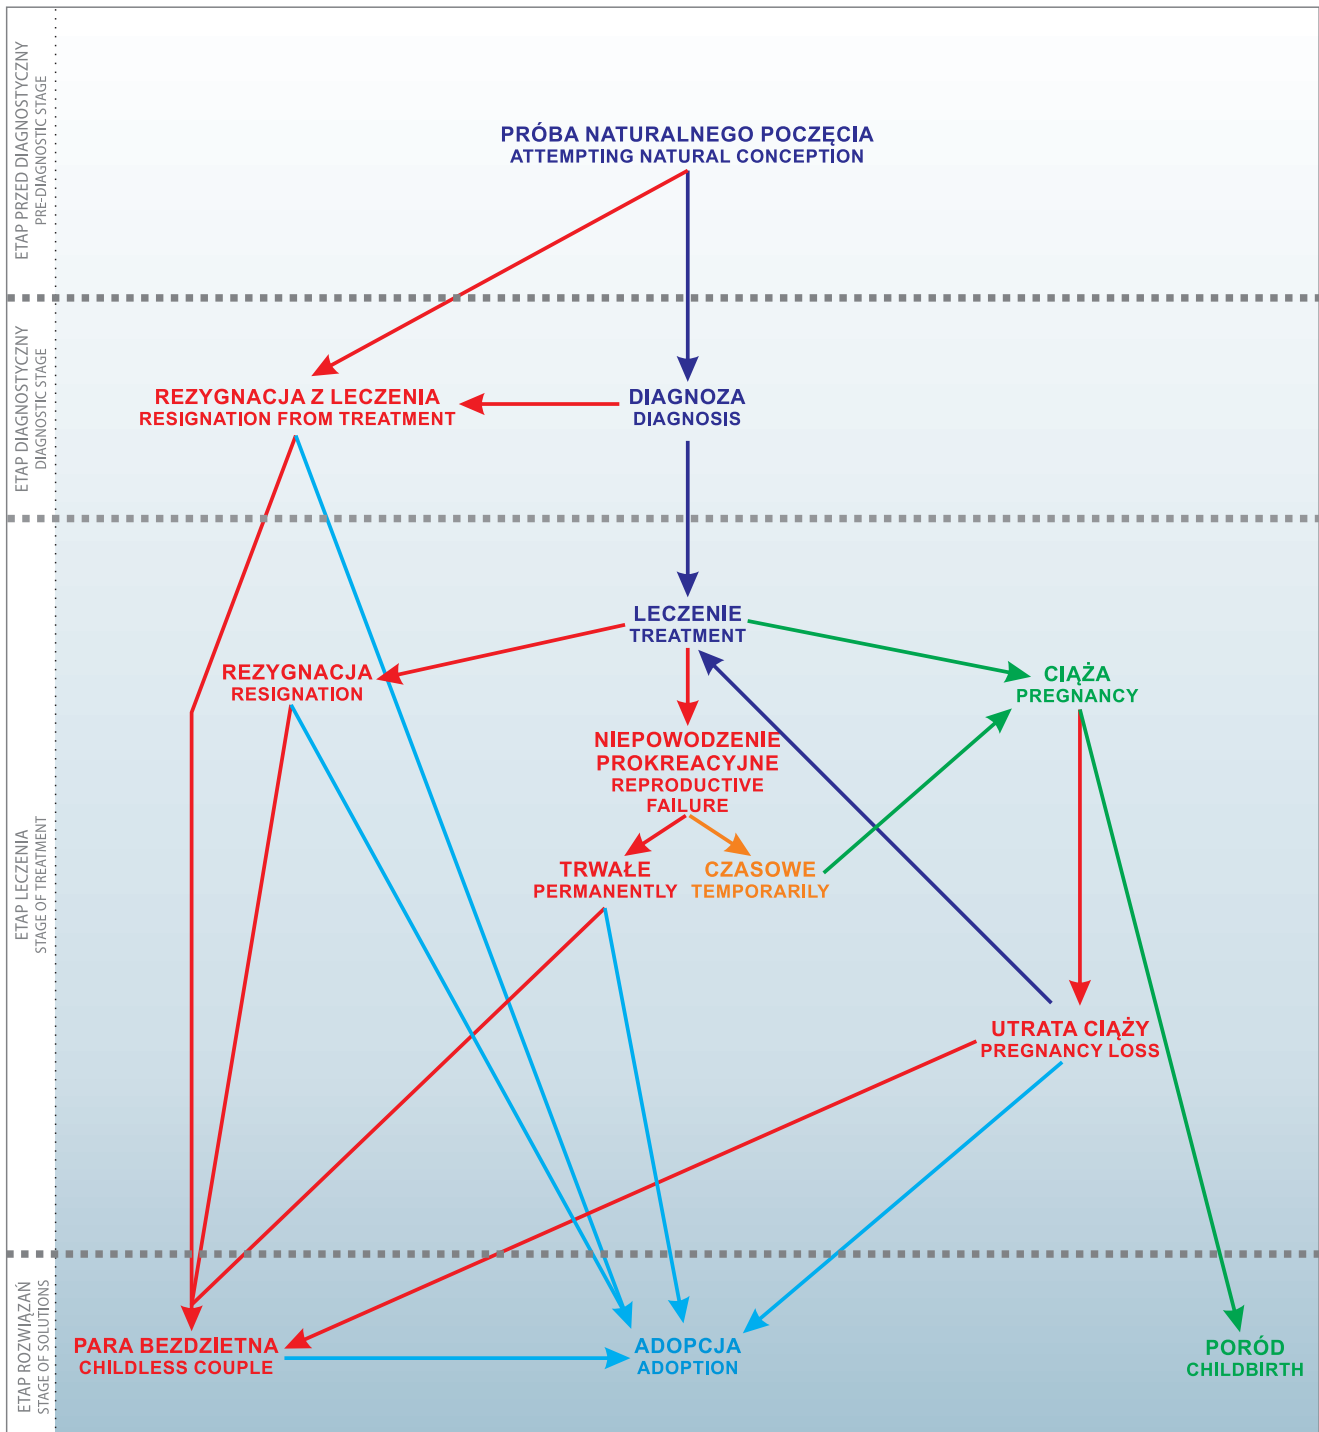 ETAP PRZED DIAGNOSTYCZNY
PRE-DIAGNOSTIC STAGE
PRÓBA NATURALNEGO POCZĘCIA
ATTEMPTING NATURAL CONCEPTION
ETAP DIAGNOSTYCZNY
DIAGNOSTIC STAGE
REZYGNACJA Z LECZENIA
RESIGNATION FROM TREATMENT
DIAGNOZA
DIAGNOSIS
ETAP LECZENIA
STAGE OF TREATMENT
LECZENIE
TREATMENT
REZYGNACJA
RESIGNATION
CIĄŻA
PREGNANCY
NIEPOWODZENIE
PROKREACYJNE
REPRODUCTIVE
FAILURE
TRWAŁE
PERMANENTLY
CZASOWE
TEMPORARILY
UTRATA CIĄŻY
PREGNANCY LOSS
ETAP ROZWIĄZAŃ
STAGE OF SOLUTIONS
PARA BEZDZIETNA
CHILDLESS COUPLE
ADOPCJA
ADOPTION
PORÓD
CHILDBIRTH